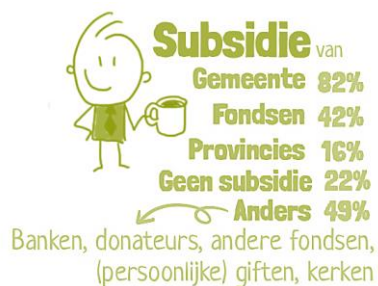 Subsidie van
Gemeente 82%
Fondsen 42%
Provincies 16%
Geen subsidie 22%
Anders 49%
Banken, donateurs, andere fondsen,
(persoonlijke) giften, kerken